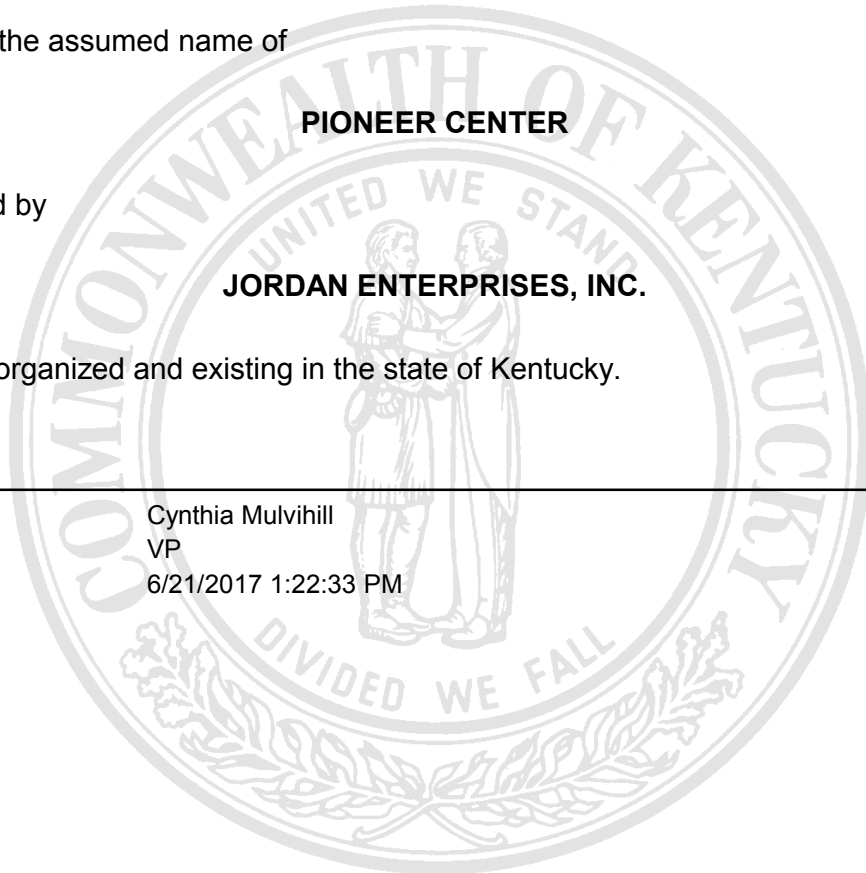 the assumed name of
PIONEER CENTER
d by
JORDAN ENTERPRISES, INC.
organized and existing in the state of Kentucky.
Cynthia Mulvihill
VP
6/21/2017 1:22:33 PM
COMMONWEALTH OF KENTUCKY
UNITED WE STAND
DIVIDED WE FALL